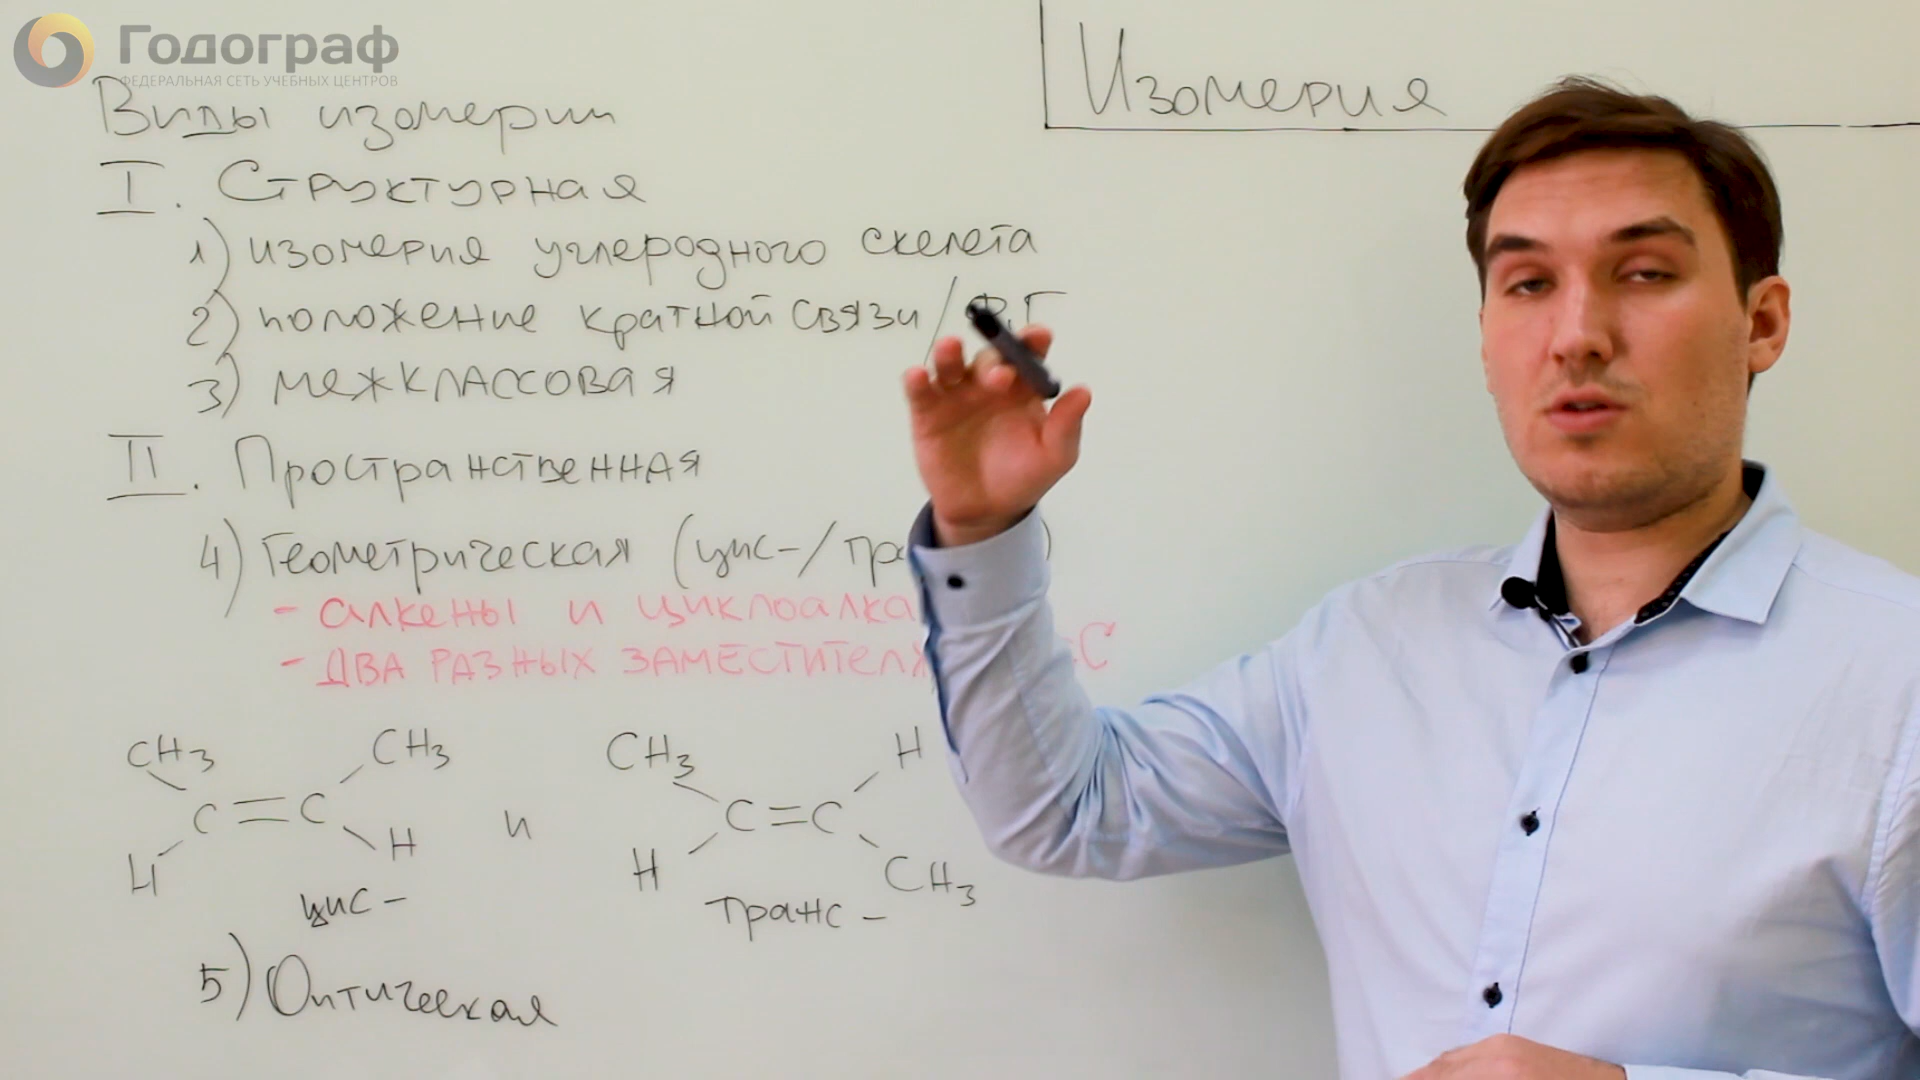 Годограф
ФЕДЕРАЛЬНАЯ СЕТЬ УЧЕБНЫХ ЦЕНТРОВ
Изомерия
Виды изомерии
I. Структурная
1) изомерия углеродного скелета
2) положение кратной связи / Ф.Г
3) межклассовая
II. Пространственная
4) Геометрическая (цис-/
- алкены и
- ДВА РАЗНЫХ
CH3 CH3 CH3 H
C=C и C=C
H H H CH3
цис- транс-
5) Оптическая